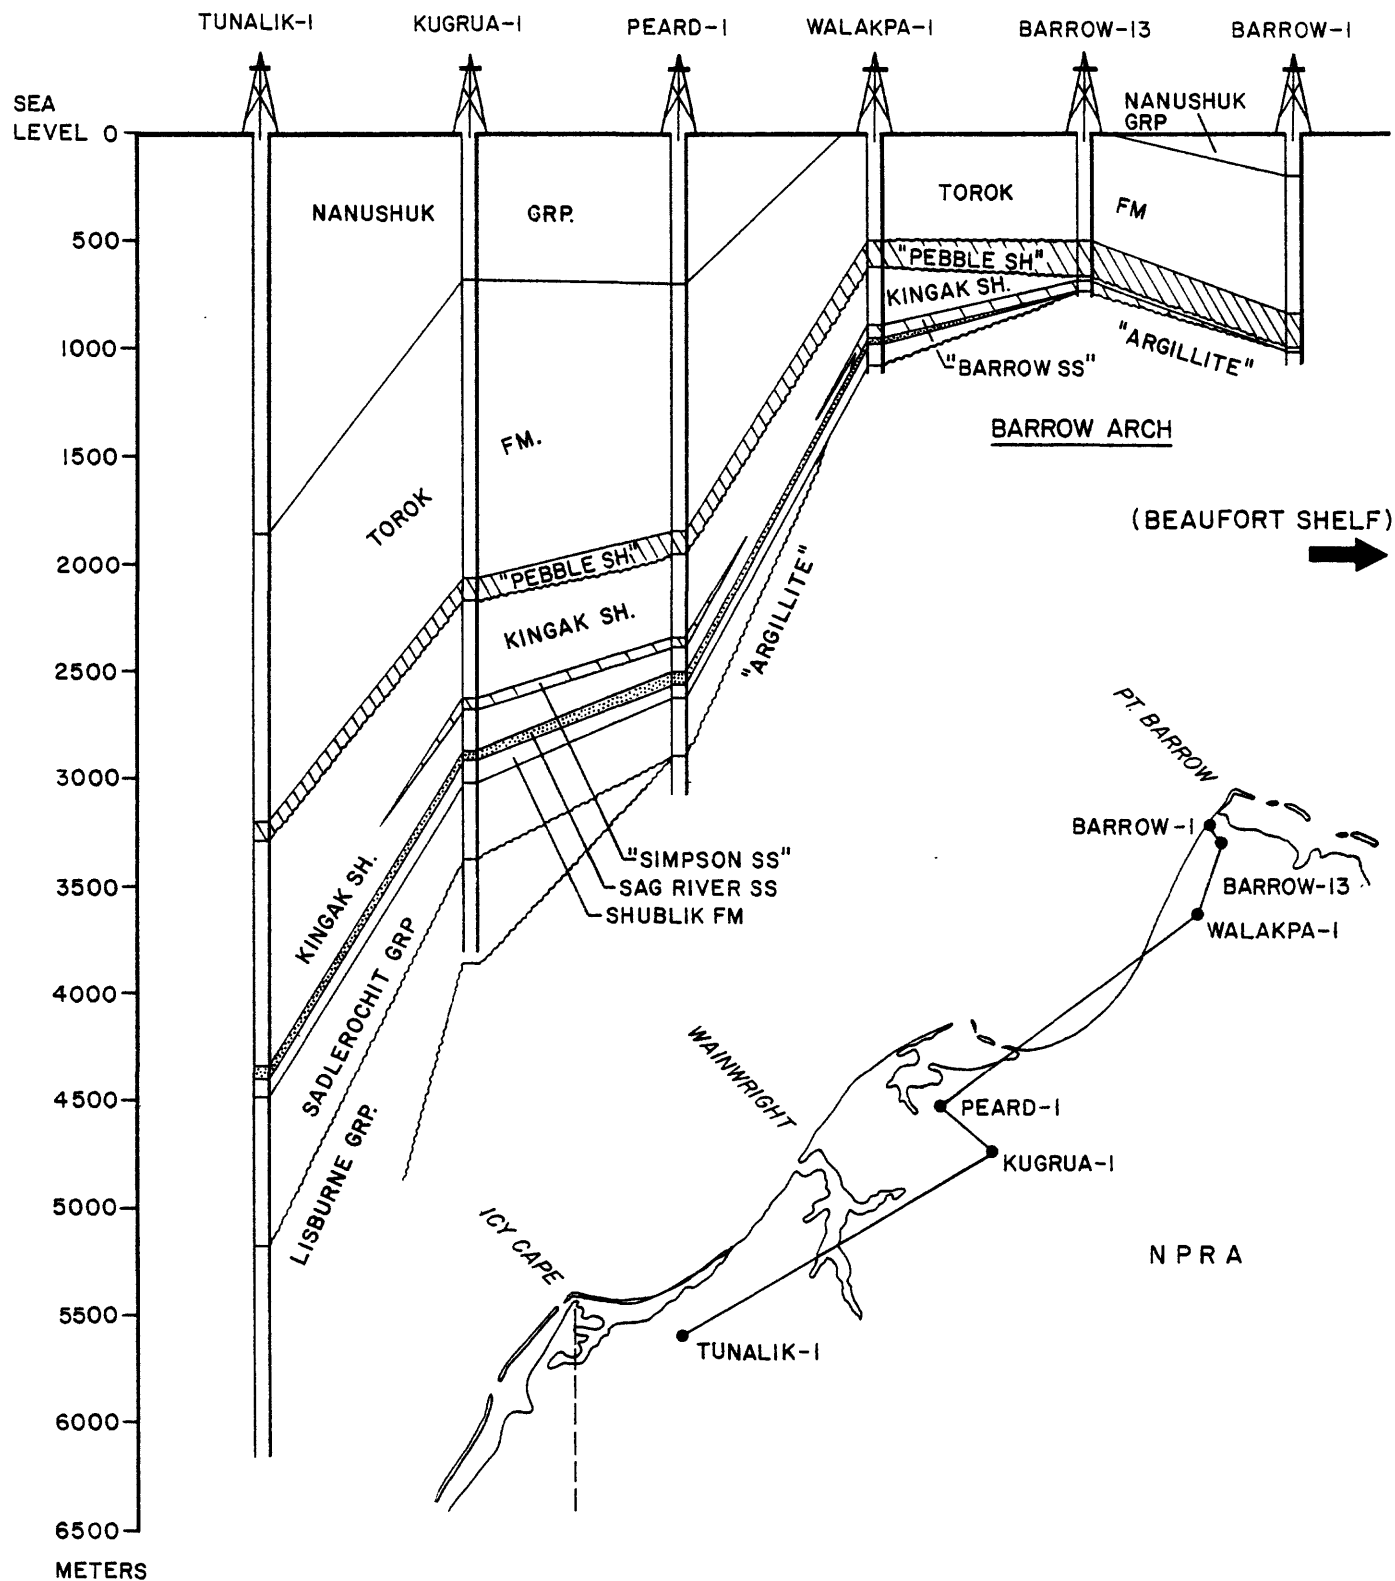 TUNALIK-1
KUGRUA-1
PEARD-1
WALAKPA-1
BARROW-13
BARROW-1
SEA
LEVEL 0
NANUSHUK
GRP
NANUSHUK
GRP.
TOROK
FM
500
"PEBBLE SH"
KINGAK SH.
1000
"BARROW SS"
"ARGILLITE"
BARROW ARCH
1500
FM.
TOROK
(BEAUFORT SHELF)
2000
"PEBBLE SH"
KINGAK SH.
"ARGILLITE"
2500
3000
"SIMPSON SS"
SAG RIVER SS
SHUBLIK FM
3500
KINGAK SH.
4000
SADLEROCHIT GRP
4500
LISBURNE GRP.
5000
5500
6000
6500
METERS
PT. BARROW
BARROW-1
BARROW-13
WALAKPA-1
WAINWRIGHT
PEARD-1
KUGRUA-1
ICY CAPE
NPRA
TUNALIK-1